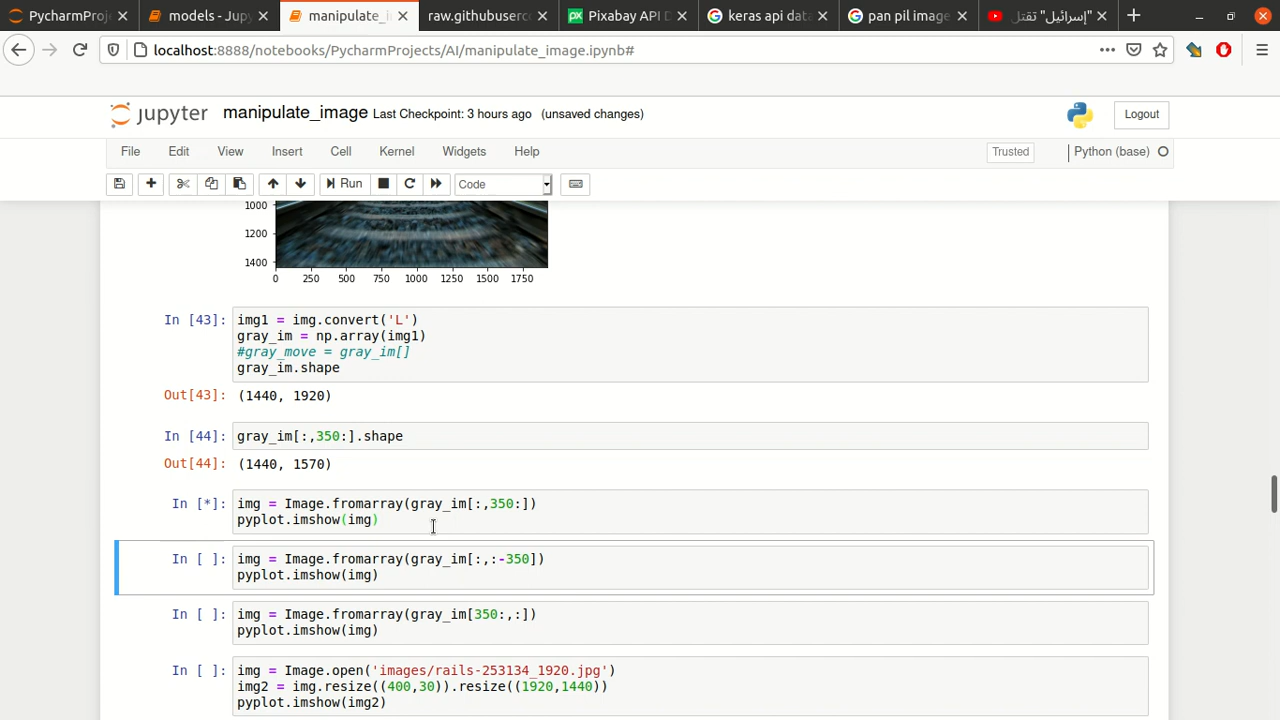 PycharmProj
models - Jup
manipulate_i
raw.githubuserc
Pixabay API D
keras api dat
pan pil image
"إسرائيل" تقتل
localhost:8888/notebooks/PycharmProjects/AI/manipulate_image.ipynb#
jupyter manipulate_image Last Checkpoint: 3 hours ago (unsaved changes)
Logout
File Edit View Insert Cell Kernel Widgets Help
Trusted
Python (base)
Run
Code
1000
1200
1400
0 250 500 750 1000 1250 1500 1750
In [43]: img1 = img.convert('L')
gray_im = np.array(img1)
#gray_move = gray_im[]
gray_im.shape
Out[43]: (1440, 1920)
In [44]: gray_im[:,350:].shape
Out[44]: (1440, 1570)
In [*]: img = Image.fromarray(gray_im[:,350:])
pyplot.imshow(img)
In [ ]: img = Image.fromarray(gray_im[:,:-350])
pyplot.imshow(img)
In [ ]: img = Image.fromarray(gray_im[350:,:])
pyplot.imshow(img)
In [ ]: img = Image.open('images/rails-253134_1920.jpg')
img2 = img.resize((400,30)).resize((1920,1440))
pyplot.imshow(img2)